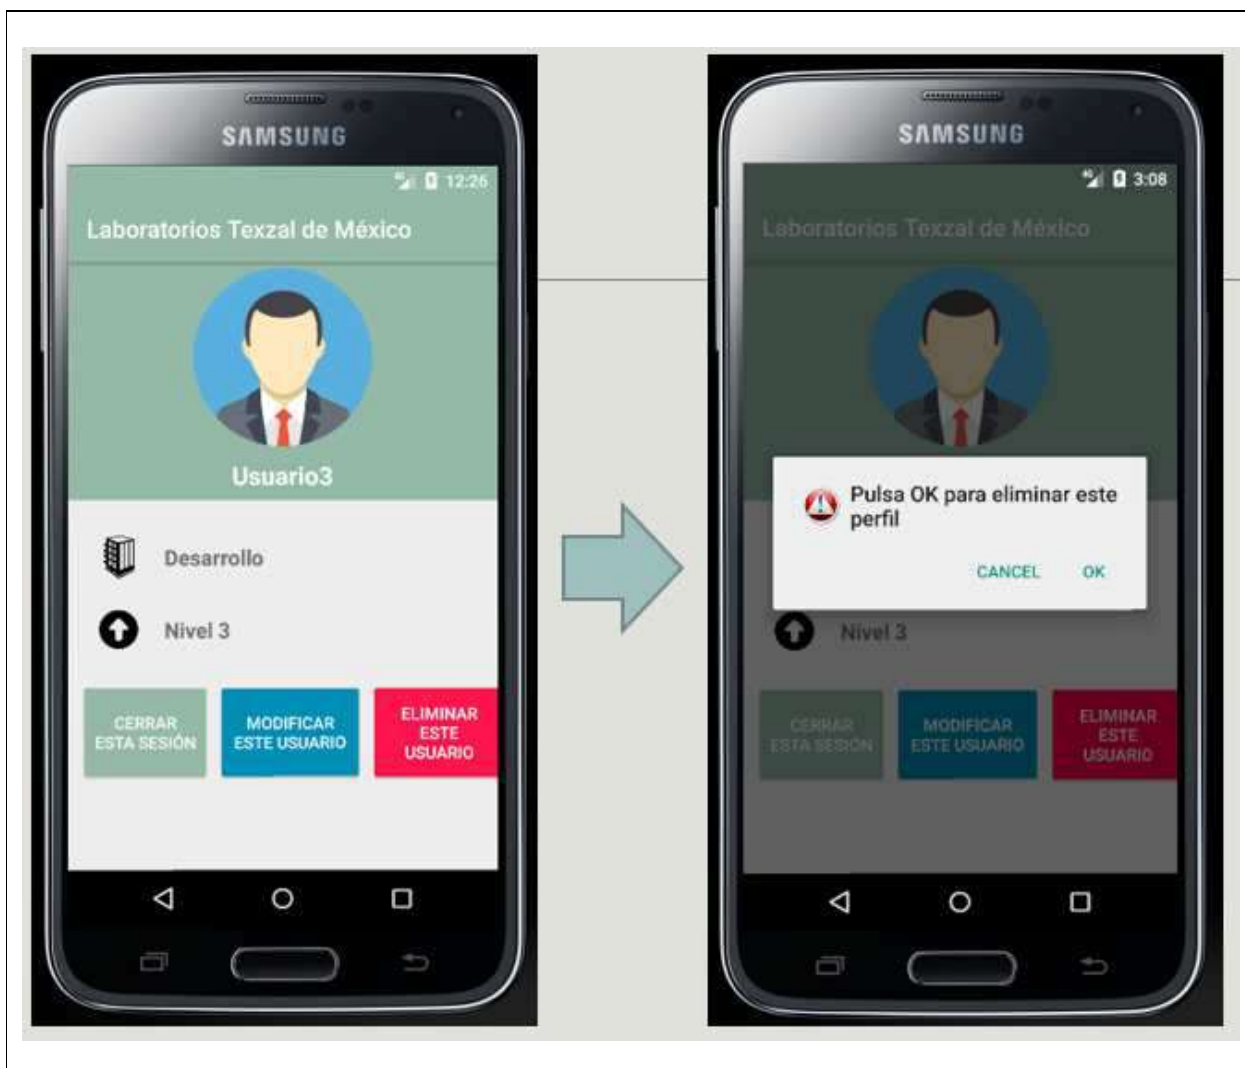 SAMSUNG
12:26
Laboratorios Texzal de México
Usuario3
Desarrollo
Nivel 3
CERRAR
ESTA SESIÓN
MODIFICAR
ESTE USUARIO
ELIMINAR
ESTE
USUARIO
SAMSUNG
4G
3:08
Laboratorios Texzal de México
Pulsa OK para eliminar este
perfil
CANCEL
OK
Nivel 3
CERRAR
ESTA SESIÓN
MODIFICAR
ESTE USUARIO
ELIMINAR
ESTE
USUARIO